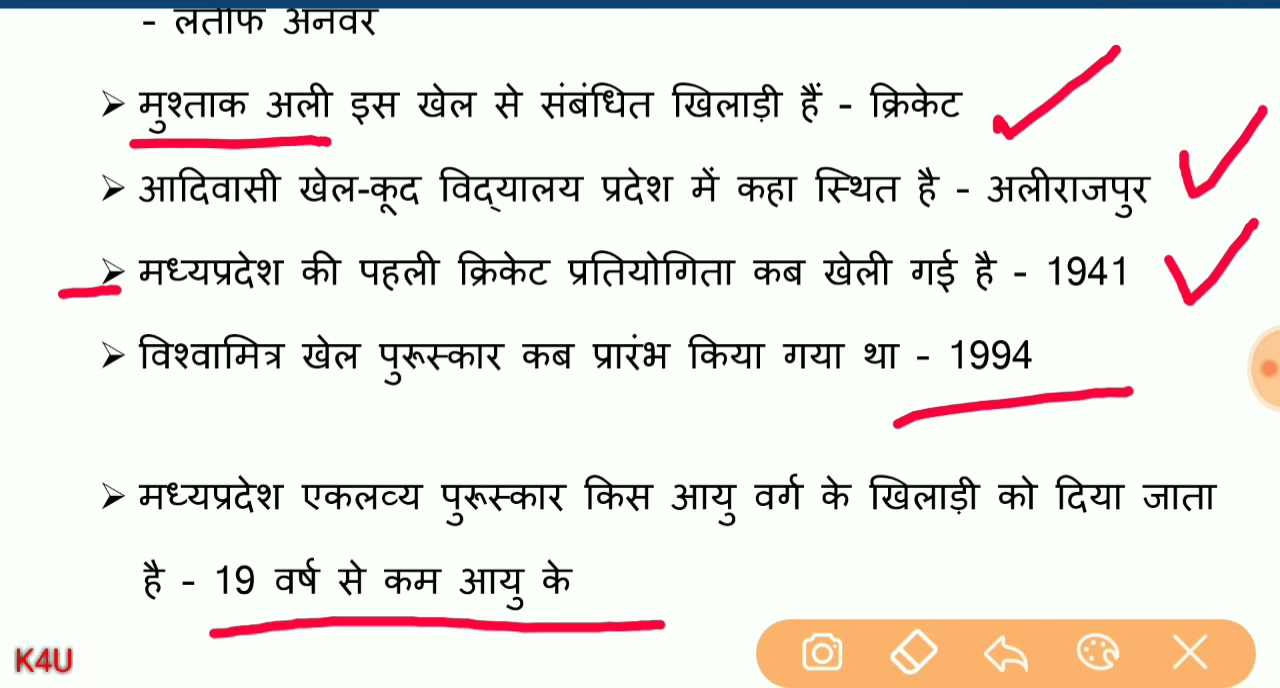 - लतीफ अनवर
➢ मुश्ताक अली इस खेल से संबंधित खिलाड़ी हैं - क्रिकेट
➢ आदिवासी खेल-कूद विद्यालय प्रदेश में कहा स्थित है - अलीराजपुर
➢ मध्यप्रदेश की पहली क्रिकेट प्रतियोगिता कब खेली गई है - 1941
➢ विश्वामित्र खेल पुरूस्कार कब प्रारंभ किया गया था - 1994
➢ मध्यप्रदेश एकलव्य पुरूस्कार किस आयु वर्ग के खिलाड़ी को दिया जाता
है - 19 वर्ष से कम आयु के
K4U